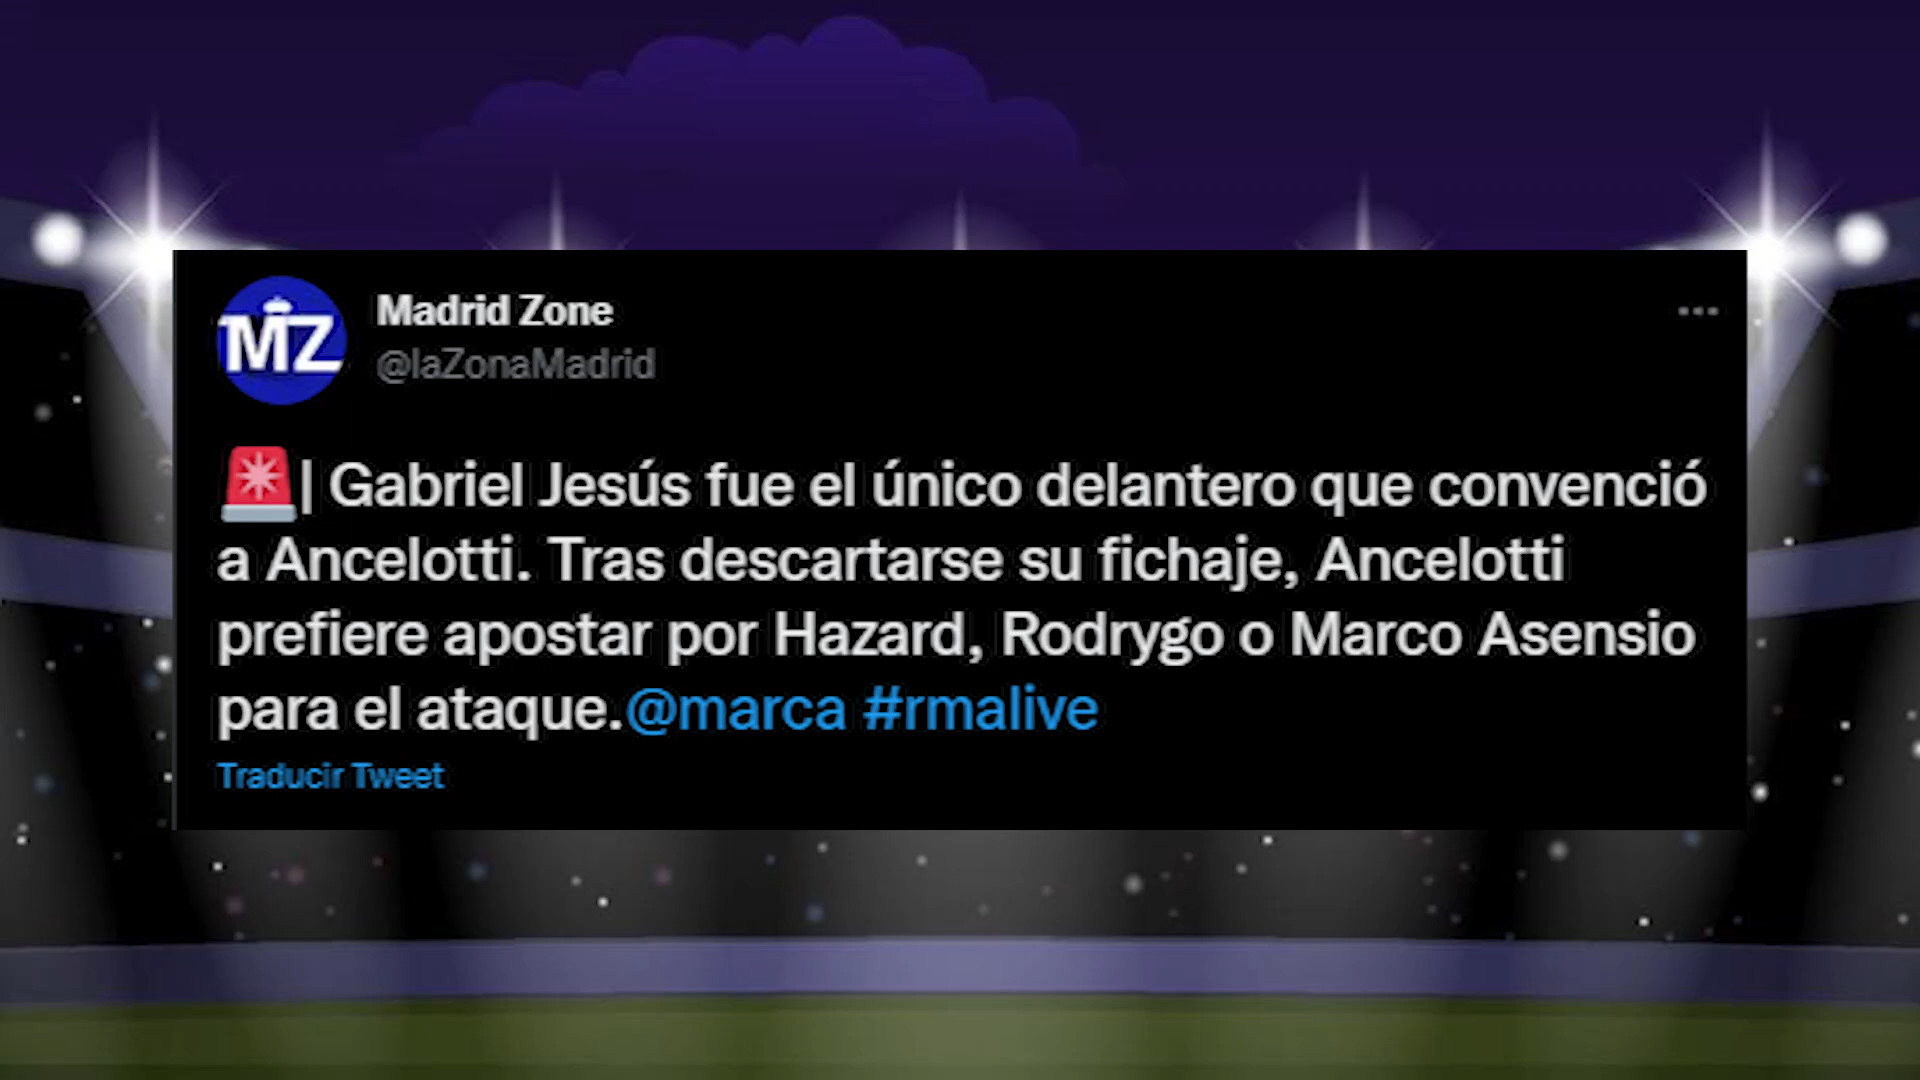 MZ
Madrid Zone
@laZonaMadrid
🚨| Gabriel Jesús fue el único delantero que convenció
a Ancelotti. Tras descartarse su fichaje, Ancelotti
prefiere apostar por Hazard, Rodrygo o Marco Asensio
para el ataque.@marca #rmalive
Traducir Tweet